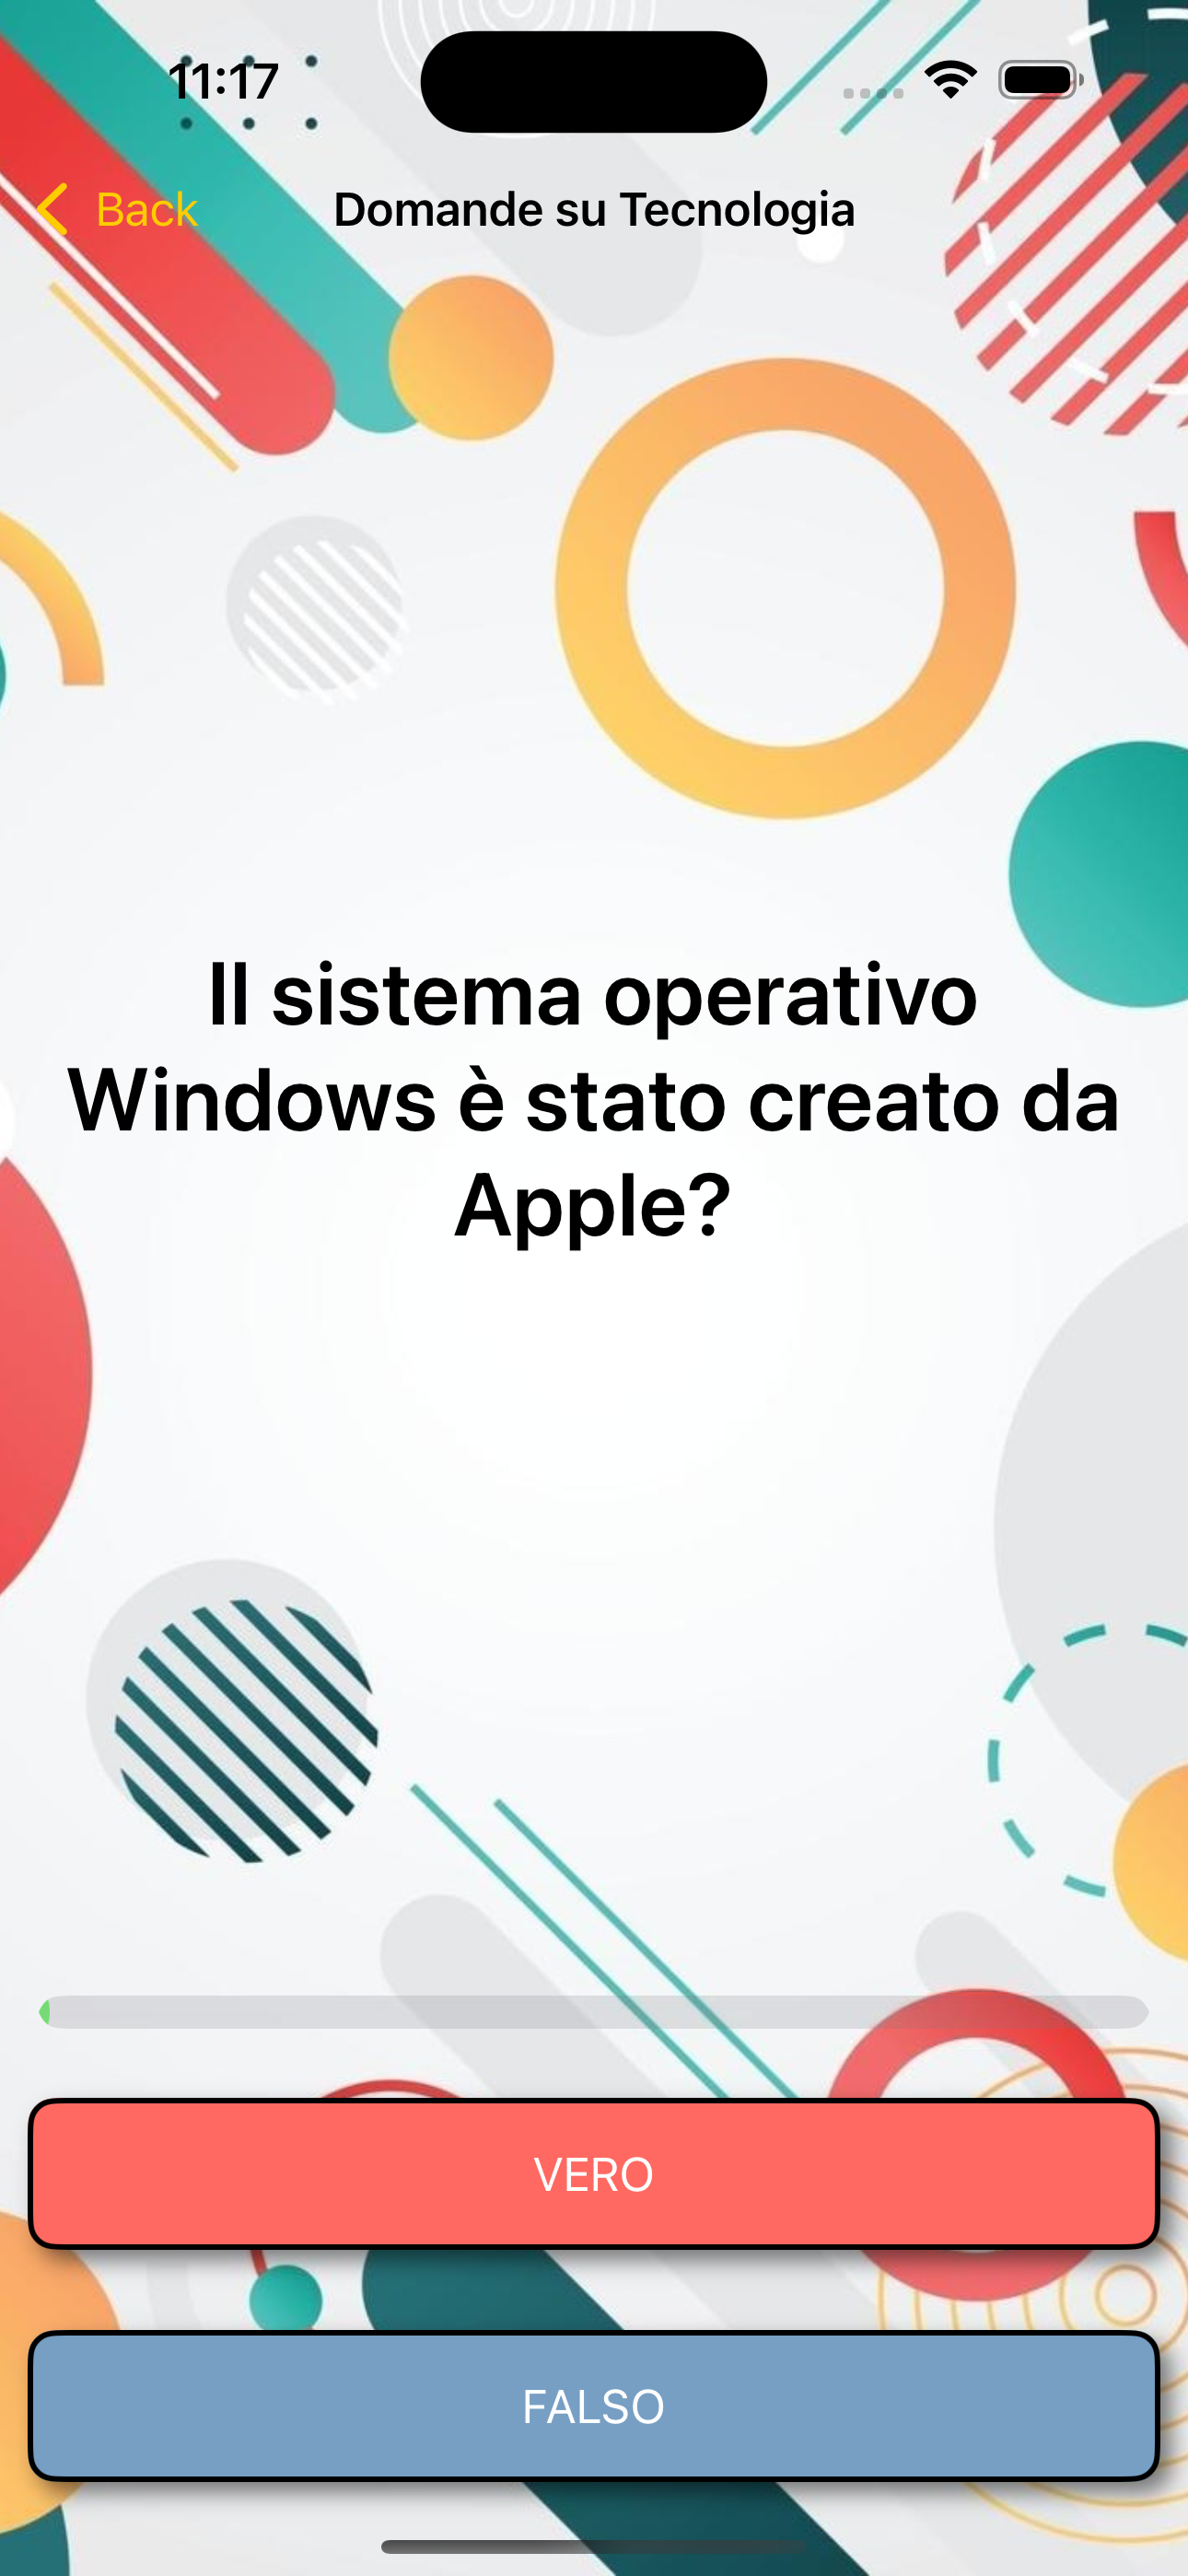 11:17
Back
Domande su Tecnologia
Il sistema operativo
Windows è stato creato da
Apple?
VERO
FALSO